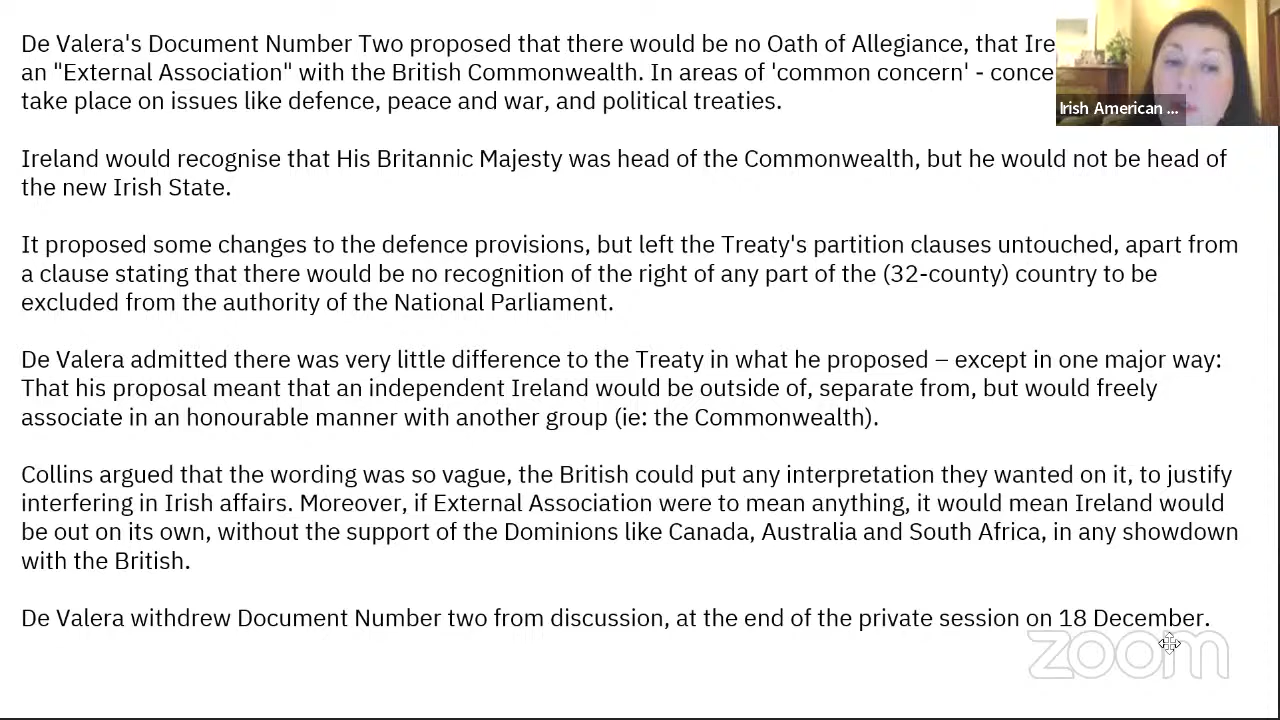 De Valera's Document Number Two proposed that there would be no Oath of Allegiance, that
an "External Association" with the British Commonwealth. In areas of 'common concern' -
take place on issues like defence, peace and war, and political treaties.
Irish American ...
Ireland would recognise that His Britannic Majesty was head of the Commonwealth, but he would not be head of
the new Irish State.
It proposed some changes to the defence provisions, but left the Treaty's partition clauses untouched, apart from
a clause stating that there would be no recognition of the right of any part of the (32-county) country to be
excluded from the authority of the National Parliament.
De Valera admitted there was very little difference to the Treaty in what he proposed – except in one major way:
That his proposal meant that an independent Ireland would be outside of, separate from, but would freely
associate in an honourable manner with another group (ie: the Commonwealth).
Collins argued that the wording was so vague, the British could put any interpretation they wanted on it, to justify
interfering in Irish affairs. Moreover, if External Association were to mean anything, it would mean Ireland would
be out on its own, without the support of the Dominions like Canada, Australia and South Africa, in any showdown
with the British.
De Valera withdrew Document Number two from discussion, at the end of the private session on 18 December.
zoom